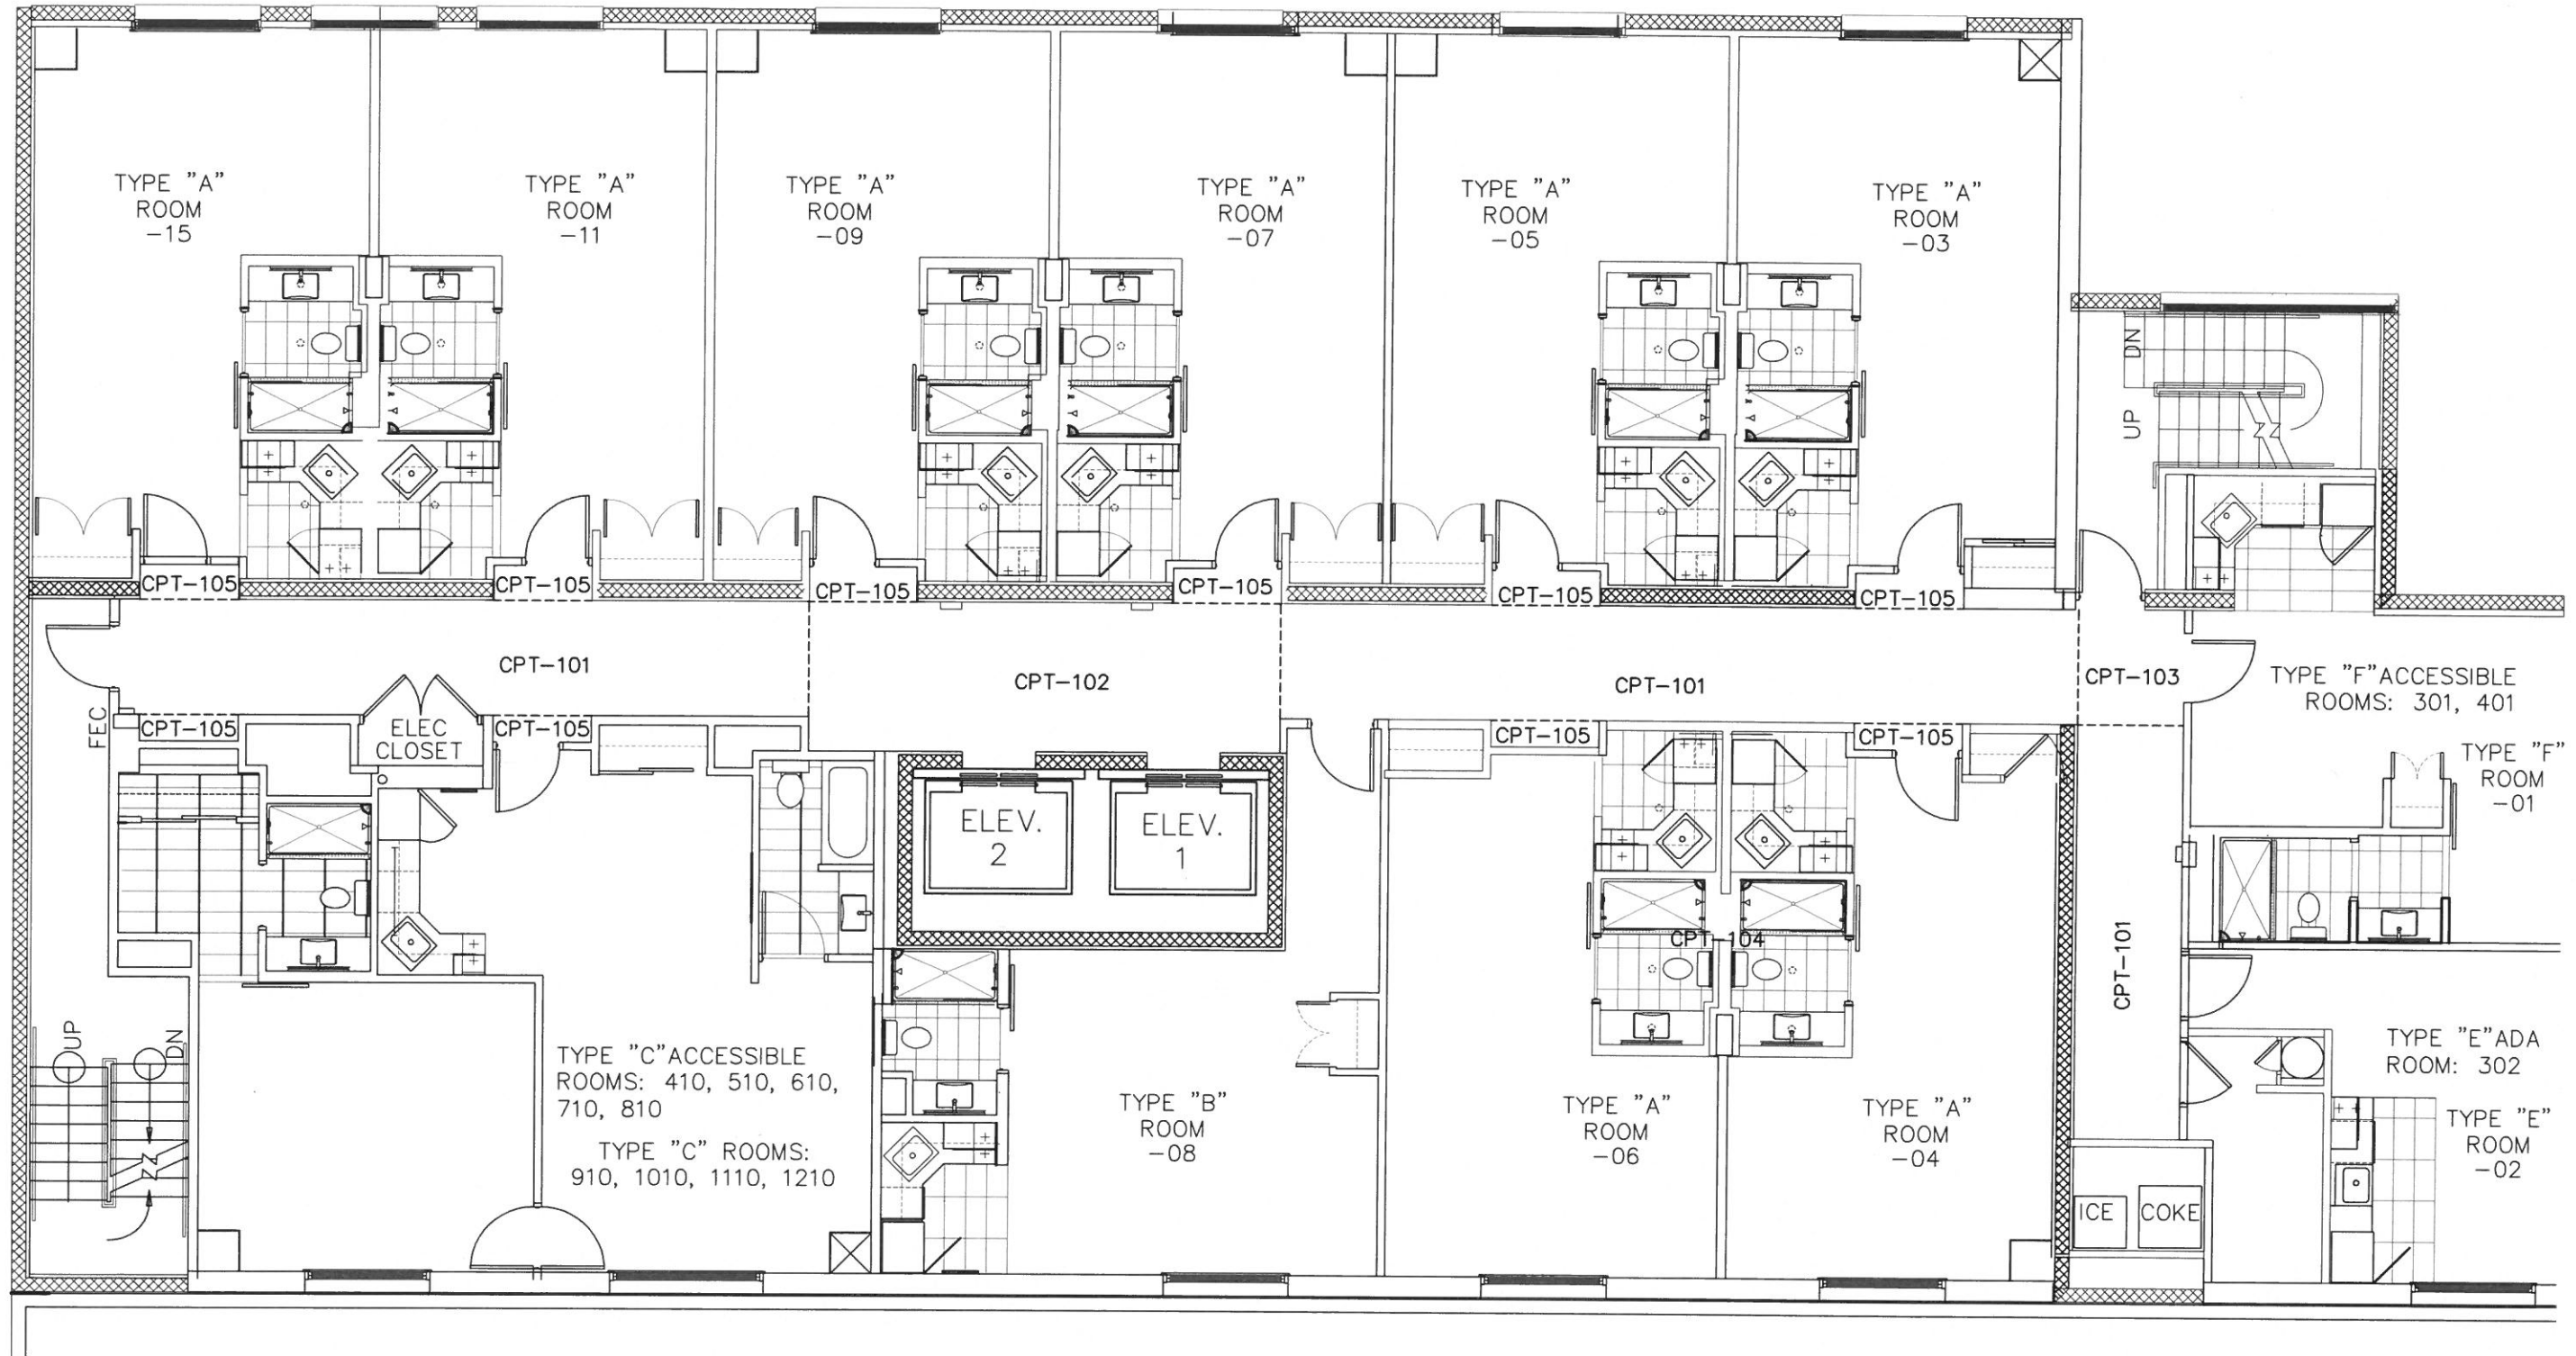 TYPE "A"
ROOM
-15
TYPE "A"
ROOM
-11
TYPE "A"
ROOM
-09
TYPE "A"
ROOM
-07
TYPE "A"
ROOM
-05
TYPE "A"
ROOM
-03
DN
UP
CPT-105
CPT-105
CPT-105
CPT-105
CPT-105
CPT-105
CPT-101
CPT-102
CPT-101
CPT-103
TYPE "F"ACCESSIBLE
ROOMS: 301, 401
TYPE "F"
ROOM
-01
FEC
CPT-105
ELEC
CLOSET
CPT-105
CPT-105
CPT-105
ELEV.
2
ELEV.
1
CPT-104
CPT-101
UP
DN
TYPE "C"ACCESSIBLE
ROOMS: 410, 510, 610,
710, 810
TYPE "C" ROOMS:
910, 1010, 1110, 1210
TYPE "B"
ROOM
-08
TYPE "A"
ROOM
-06
TYPE "A"
ROOM
-04
TYPE "E"ADA
ROOM: 302
TYPE "E"
ROOM
-02
ICE
COKE